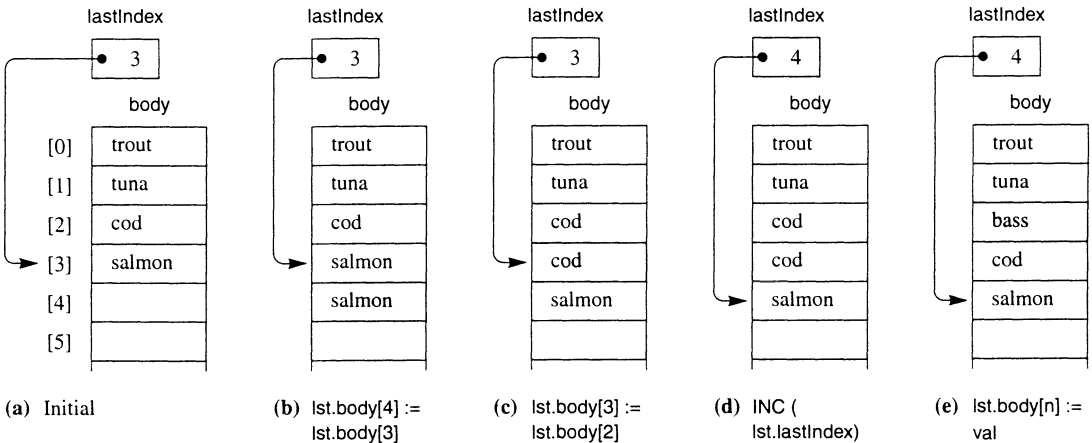 lastIndex lastIndex lastIndex lastIndex lastIndex
3 3 3 4 4
body body body body body
[0] trout trout trout trout trout
[1] tuna tuna tuna tuna tuna
[2] cod cod cod cod bass
[3] salmon salmon cod cod cod
[4] salmon salmon salmon salmon
[5]
(a) Initial (b) lst.body[4] := (c) lst.body[3] := (d) INC ( (e) lst.body[n] :=
lst.body[3] lst.body[2] lst.lastIndex) val